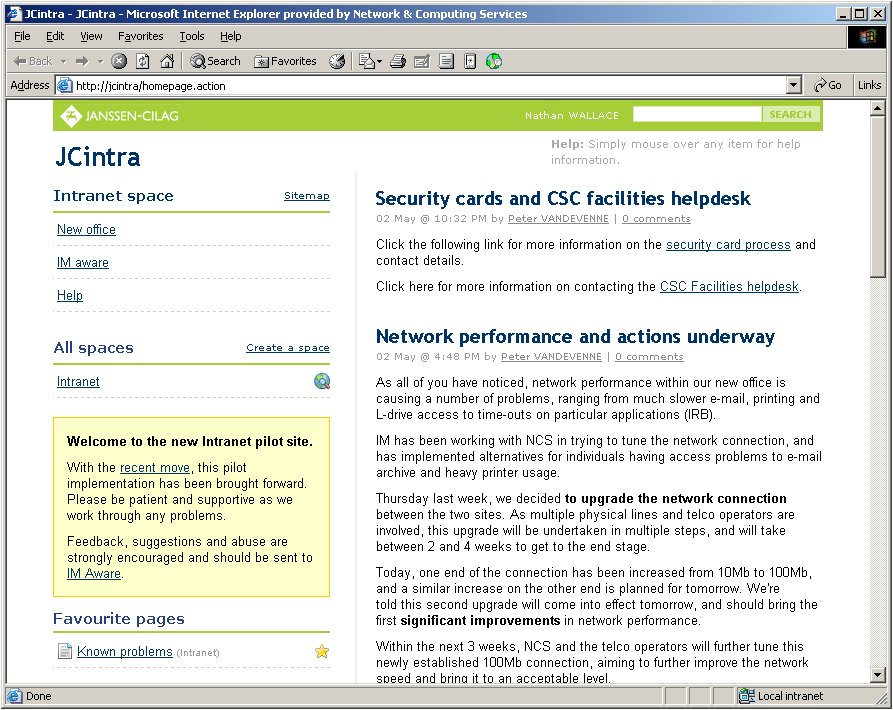 JCintra - JCintra - Microsoft Internet Explorer provided by Network & Computing Services
File Edit View Favorites Tools Help
Back Search Favorites
Address http://jcintra/homepage.action Go Links
JANSSEN-CILAG Nathan WALLACE SEARCH
JCintra
Help: Simply mouse over any item for help
information.
Intranet space Sitemap
New office
IM aware
Help
All spaces Create a space
Intranet
Welcome to the new Intranet pilot site.
With the recent move, this pilot
implementation has been brought forward.
Please be patient and supportive as we
work through any problems.
Feedback, suggestions and abuse are
strongly encouraged and should be sent to
IM Aware.
Favourite pages
Known problems (Intranet)
Security cards and CSC facilities helpdesk
02 May @ 10:32 PM by Peter VANDEVENNE | 0 comments
Click the following link for more information on the security card process and
contact details.
Click here for more information on contacting the CSC Facilities helpdesk.
Network performance and actions underway
02 May @ 4:48 PM by Peter VANDEVENNE | 0 comments
As all of you have noticed, network performance within our new office is
causing a number of problems, ranging from much slower e-mail, printing and
L-drive access to time-outs on particular applications (IRB).
IM has been working with NCS in trying to tune the network connection, and
has implemented alternatives for individuals having access problems to e-mail
archive and heavy printer usage.
Thursday last week, we decided to upgrade the network connection
between the two sites. As multiple physical lines and telco operators are
involved, this upgrade will be undertaken in multiple steps, and will take
between 2 and 4 weeks to get to the end stage.
Today, one end of the connection has been increased from 10Mb to 100Mb,
and a similar increase on the other end is planned for tomorrow. We're
told this second upgrade will come into effect tomorrow, and should bring the
first significant improvements in network performance.
Within the next 3 weeks, NCS and the telco operators will further tune this
newly established 100Mb connection, aiming to further improve the network
speed and bring it to an acceptable level.
Done Local intranet